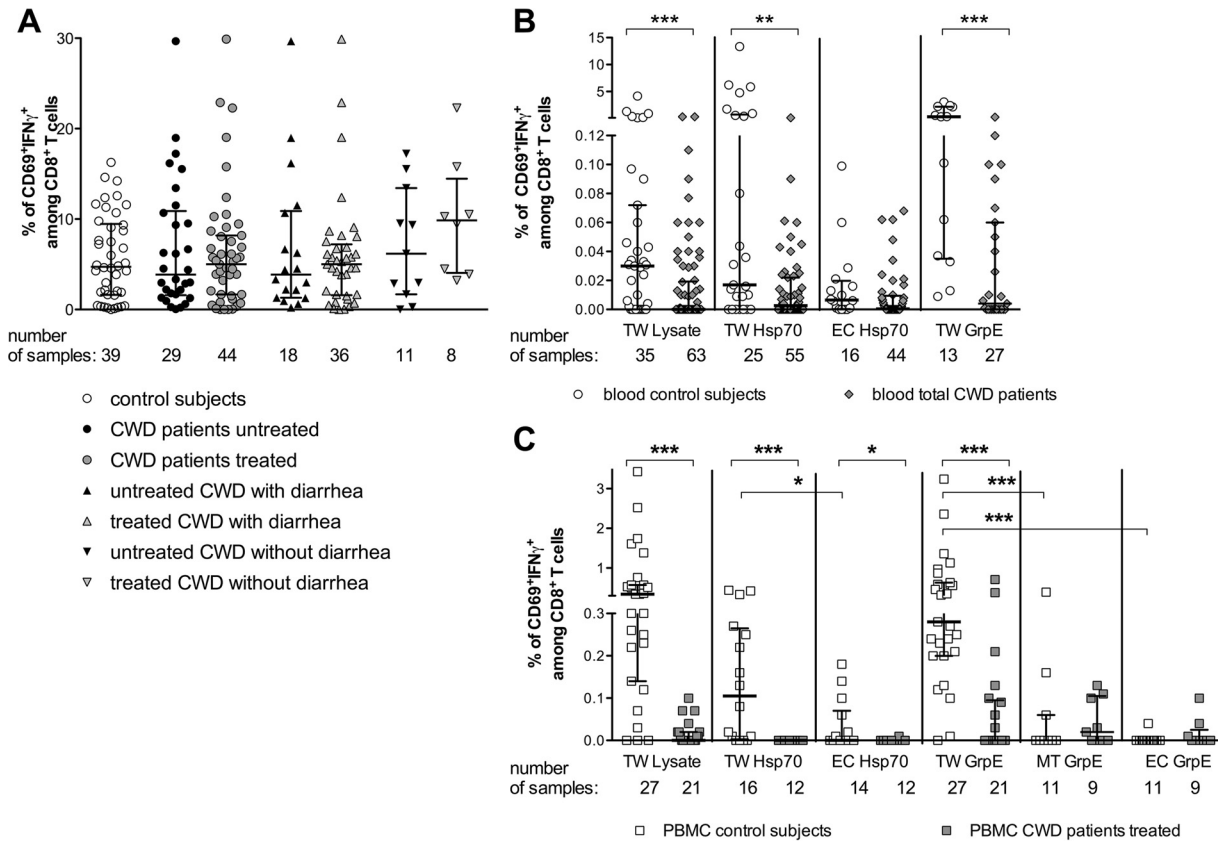 A
% of CD69⁺IFNγ⁺
among CD8⁺ T cells
30
20
10
0
number
of samples: 39 29 44 18 36 11 8
control subjects
CWD patients untreated
CWD patients treated
untreated CWD with diarrhea
treated CWD with diarrhea
untreated CWD without diarrhea
treated CWD without diarrhea
B
*** ** ***
% of CD69⁺IFNγ⁺
among CD8⁺ T cells
15
10
5
0.12
0.10
0.08
0.06
0.04
0.02
0.00
TW Lysate TW Hsp70 EC Hsp70 TW GrpE
number
of samples: 35 63 25 55 16 44 13 27
blood control subjects blood total CWD patients
C
*** *** * ***
* ***
***
% of CD69⁺IFNγ⁺
among CD8⁺ T cells
3
2
1
0.3
0.2
0.1
0.0
TW Lysate TW Hsp70 EC Hsp70 TW GrpE MT GrpE EC GrpE
number
of samples: 27 21 16 12 14 12 27 21 11 9 11 9
PBMC control subjects PBMC CWD patients treated